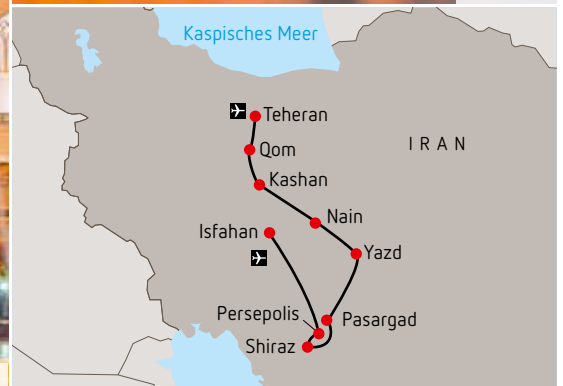 Kaspisches Meer
Teheran
IRAN
Qom
Kashan
Nain
Isfahan
Yazd
Persepolis
Pasargad
Shiraz